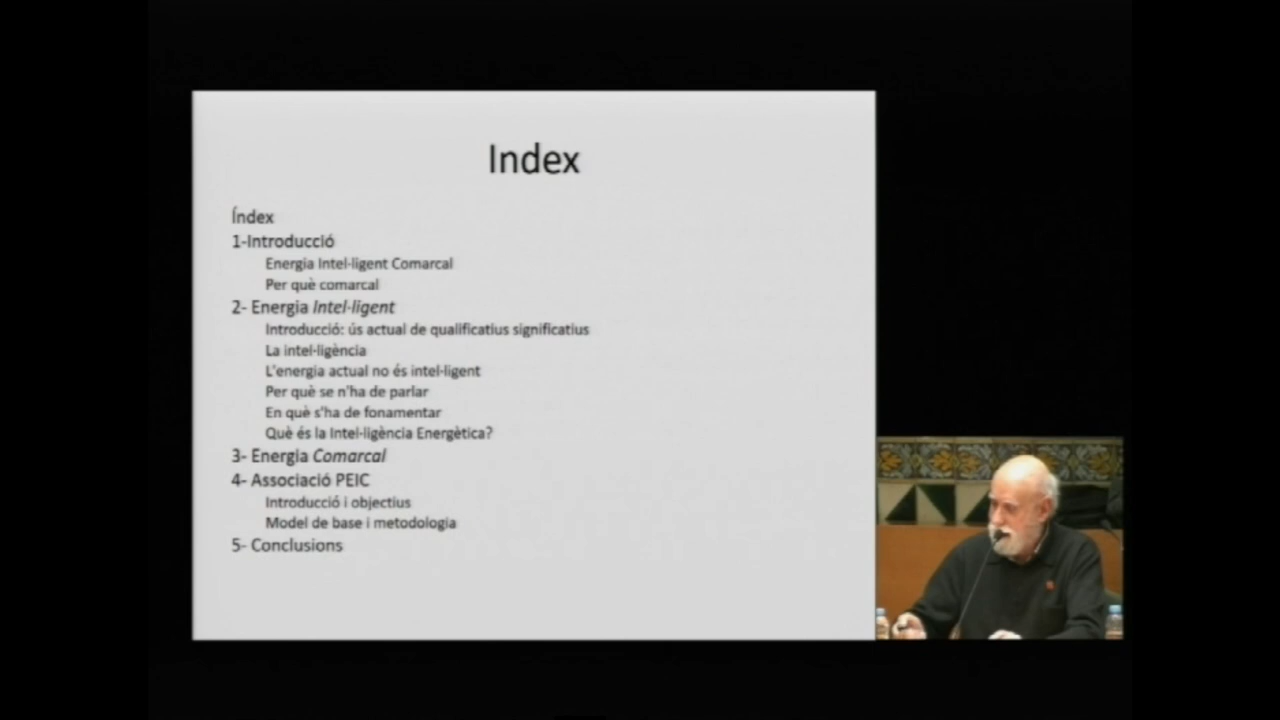 Index
Índex
1-Introducció
Energia Intel·ligent Comarcal
Per què comarcal
2- Energia Intel·ligent
Introducció: ús actual de qualificatius significatius
La intel·ligència
L'energia actual no és intel·ligent
Per què se n'ha de parlar
En què s'ha de fonamentar
Què és la Intel·ligència Energètica?
3- Energia Comarcal
4- Associació PEIC
Introducció i objectius
Model de base i metodologia
5- Conclusions